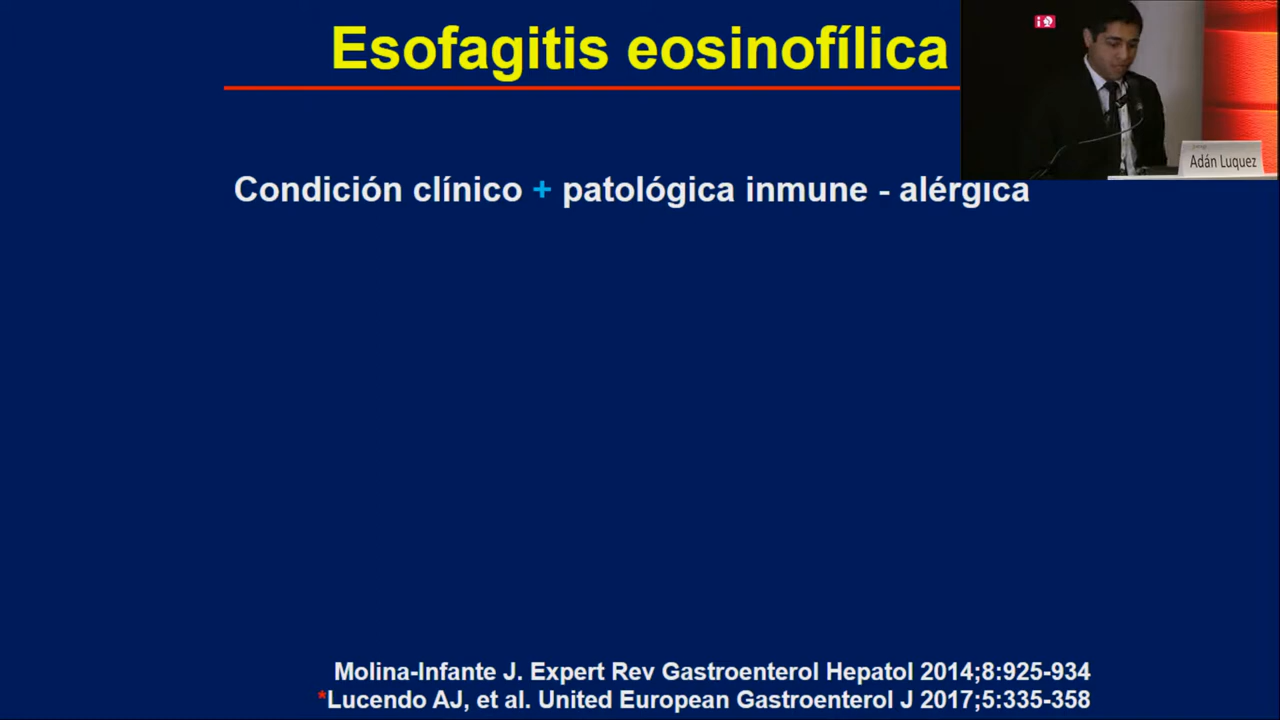 Esofagitis eosinofílica
Adán Luquez
Condición clínico + patológica inmune - alérgica
Molina-Infante J. Expert Rev Gastroenterol Hepatol 2014;8:925-934
*Lucendo AJ, et al. United European Gastroenterol J 2017;5:335-358